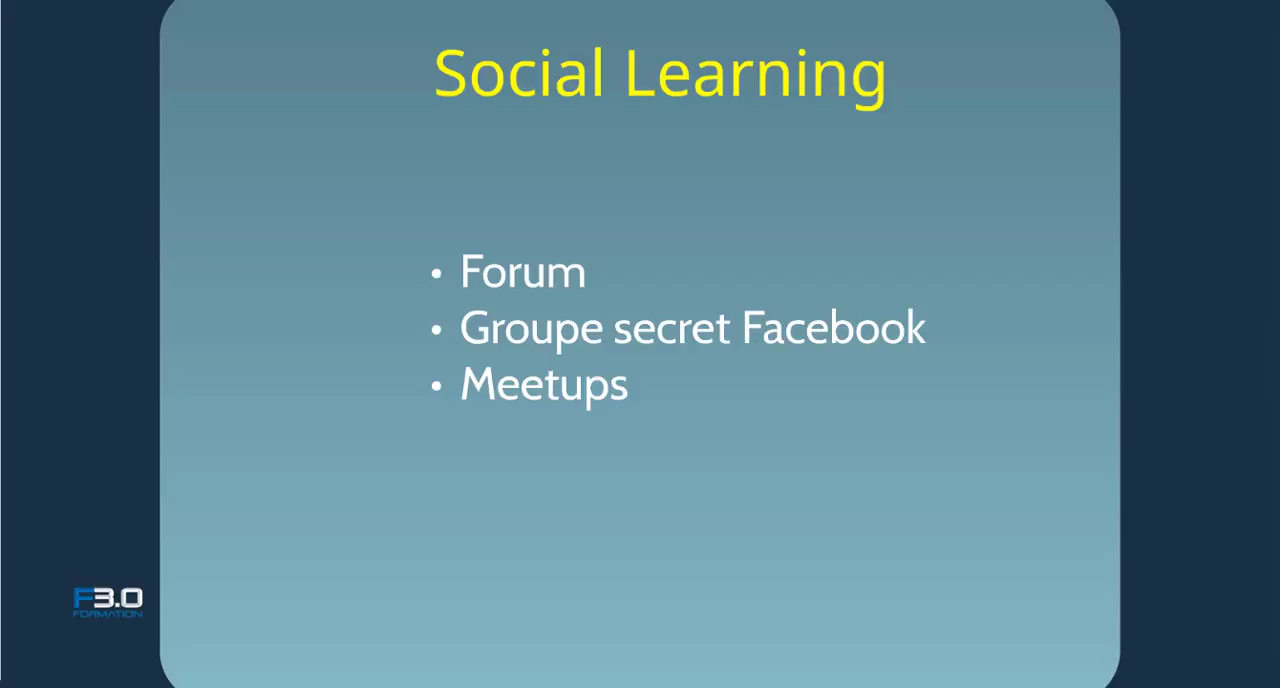 Social Learning
• Forum
• Groupe secret Facebook
• Meetups
F3.0
FORMATION